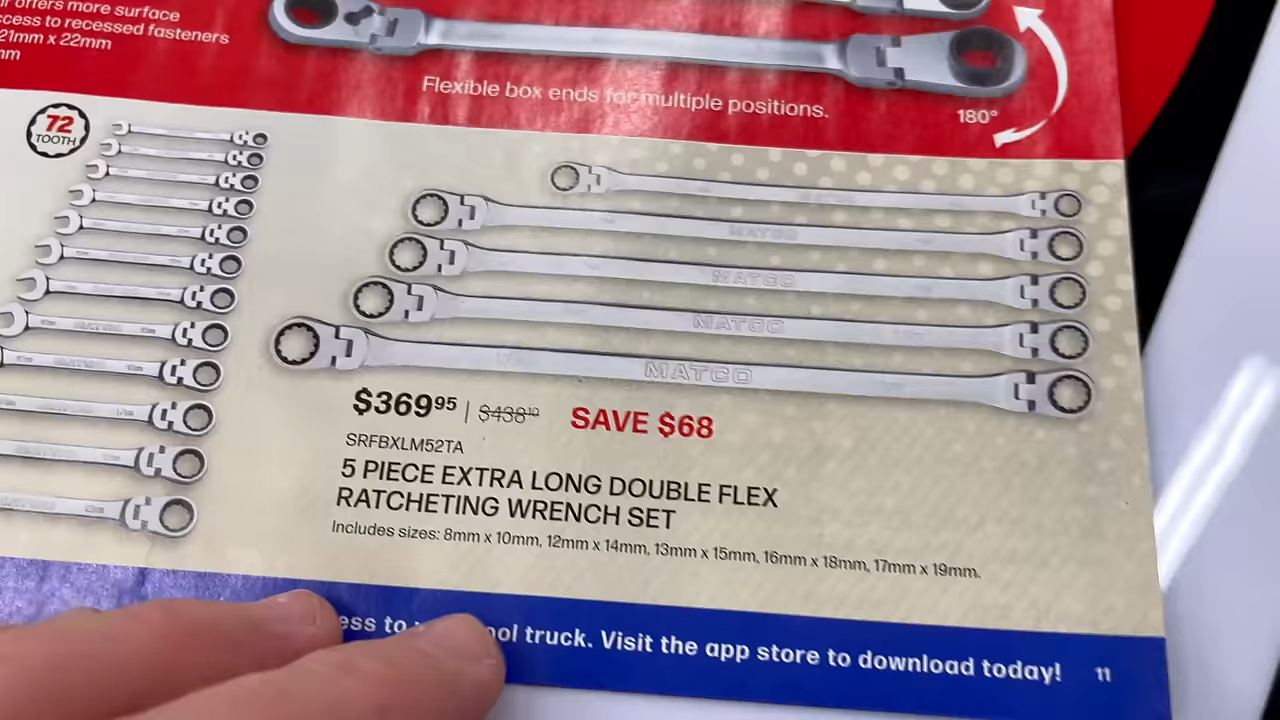 offers more surface
access to recessed fasteners
21mm x 22mm
mm
Flexible box ends for multiple positions.
180°
72
TOOTH
MATCO
MATCO
MATCO
MATCO
$369.95 | $438.10 SAVE $68
SRFBXLM52TA
5 PIECE EXTRA LONG DOUBLE FLEX
RATCHETING WRENCH SET
Includes sizes: 8mm x 10mm, 12mm x 14mm, 13mm x 15mm, 16mm x 18mm, 17mm x 19mm.
ess to ool truck. Visit the app store to download today! 11